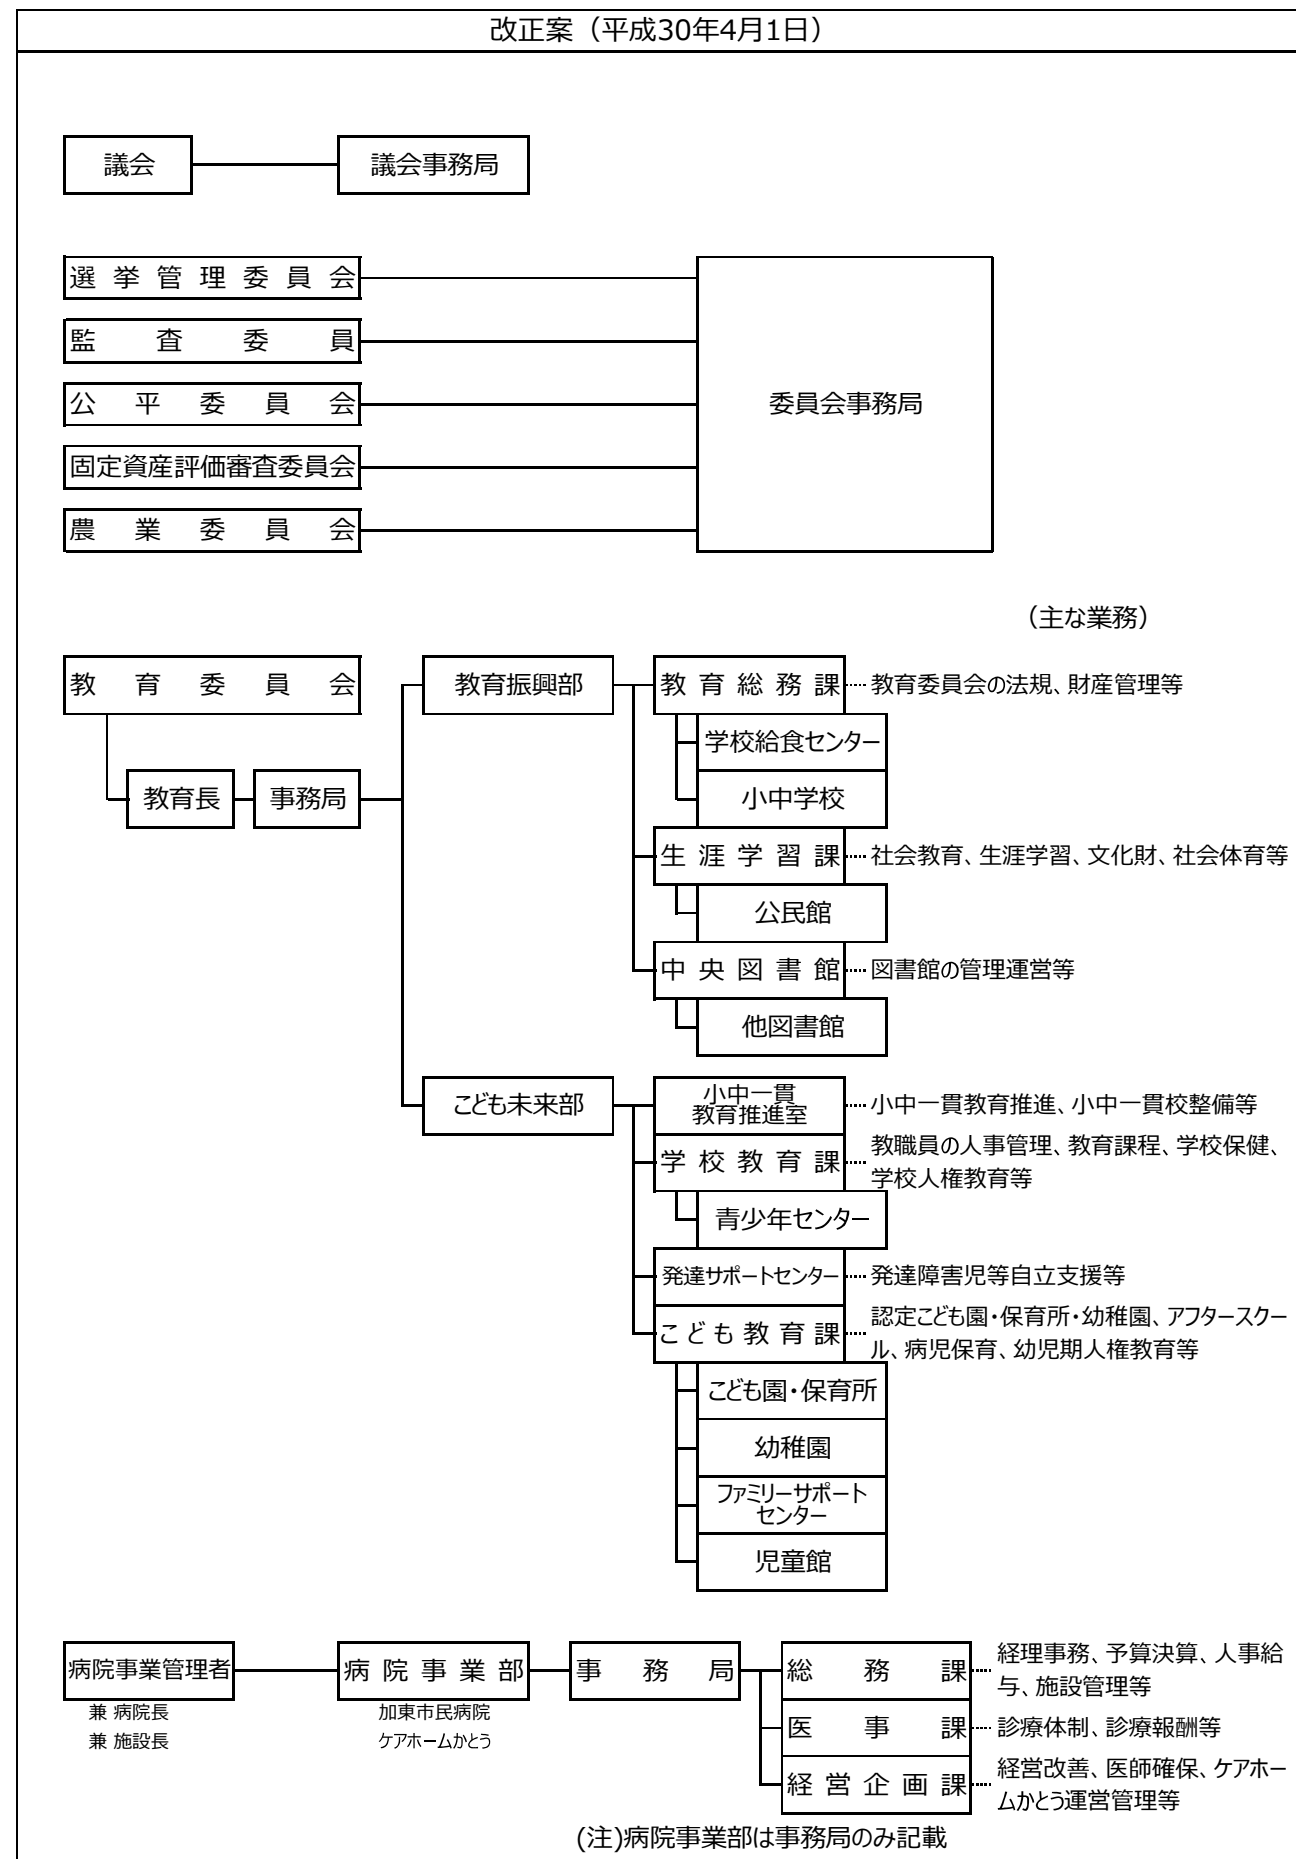 改正案（平成30年4月1日）
議会
議会事務局
選挙管理委員会
監査委員
公平委員会
固定資産評価審査委員会
農業委員会
委員会事務局
（主な業務）
教育委員会
教育長
事務局
教育振興部
教育総務課
教育委員会の法規、財産管理等
学校給食センター
小中学校
生涯学習課
社会教育、生涯学習、文化財、社会体育等
公民館
中央図書館
図書館の管理運営等
他図書館
こども未来部
小中一貫
教育推進室
小中一貫教育推進、小中一貫校整備等
学校教育課
教職員の人事管理、教育課程、学校保健、
学校人権教育等
青少年センター
発達サポートセンター
発達障害児等自立支援等
こども教育課
認定こども園・保育所・幼稚園、アフタースクー
ル、病児保育、幼児期人権教育等
こども園・保育所
幼稚園
ファミリーサポート
センター
児童館
病院事業管理者
兼 病院長
兼 施設長
病院事業部
加東市民病院
ケアホームかとう
事務局
総務課
経理事務、予算決算、人事給
与、施設管理等
医事課
診療体制、診療報酬等
経営企画課
経営改善、医師確保、ケアホー
ムかとう運営管理等
(注)病院事業部は事務局のみ記載